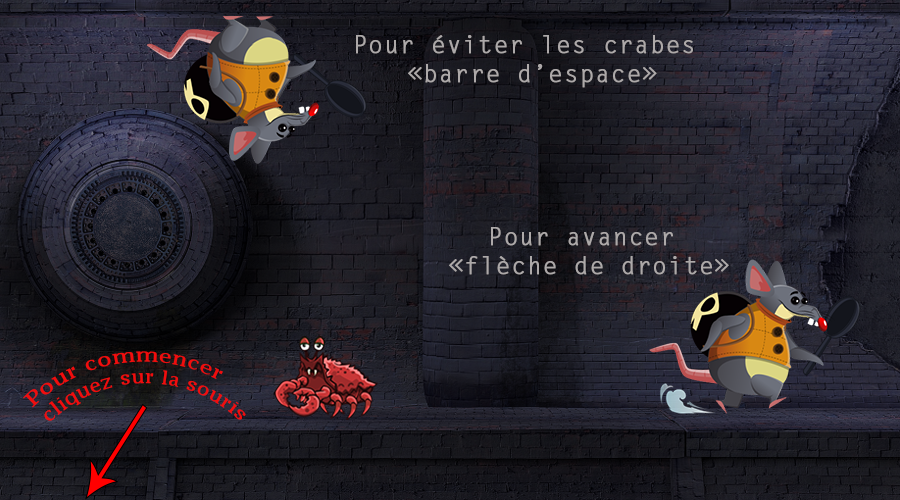 Pour éviter les crabes
«barre d’espace»
Pour avancer
«flèche de droite»
Pour commencer
cliquez sur la souris